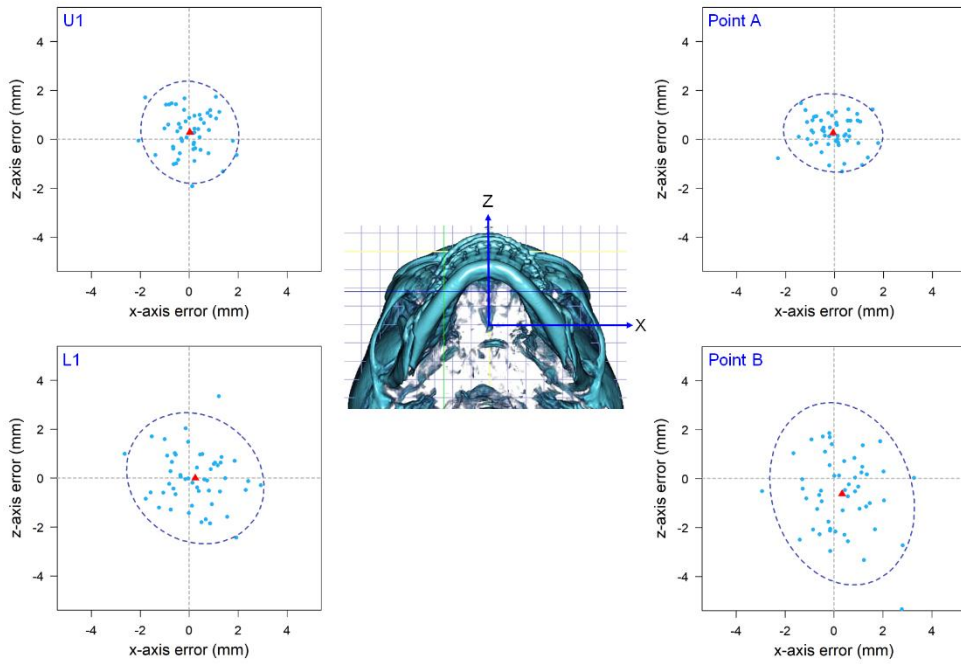 U1
4
2
0
-2
-4
z-axis error (mm)
-4 -2 0 2 4
x-axis error (mm)
Point A
4
2
0
-2
-4
z-axis error (mm)
-4 -2 0 2 4
x-axis error (mm)
Z
X
L1
4
2
0
-2
-4
z-axis error (mm)
-4 -2 0 2 4
x-axis error (mm)
Point B
4
2
0
-2
-4
z-axis error (mm)
-4 -2 0 2 4
x-axis error (mm)